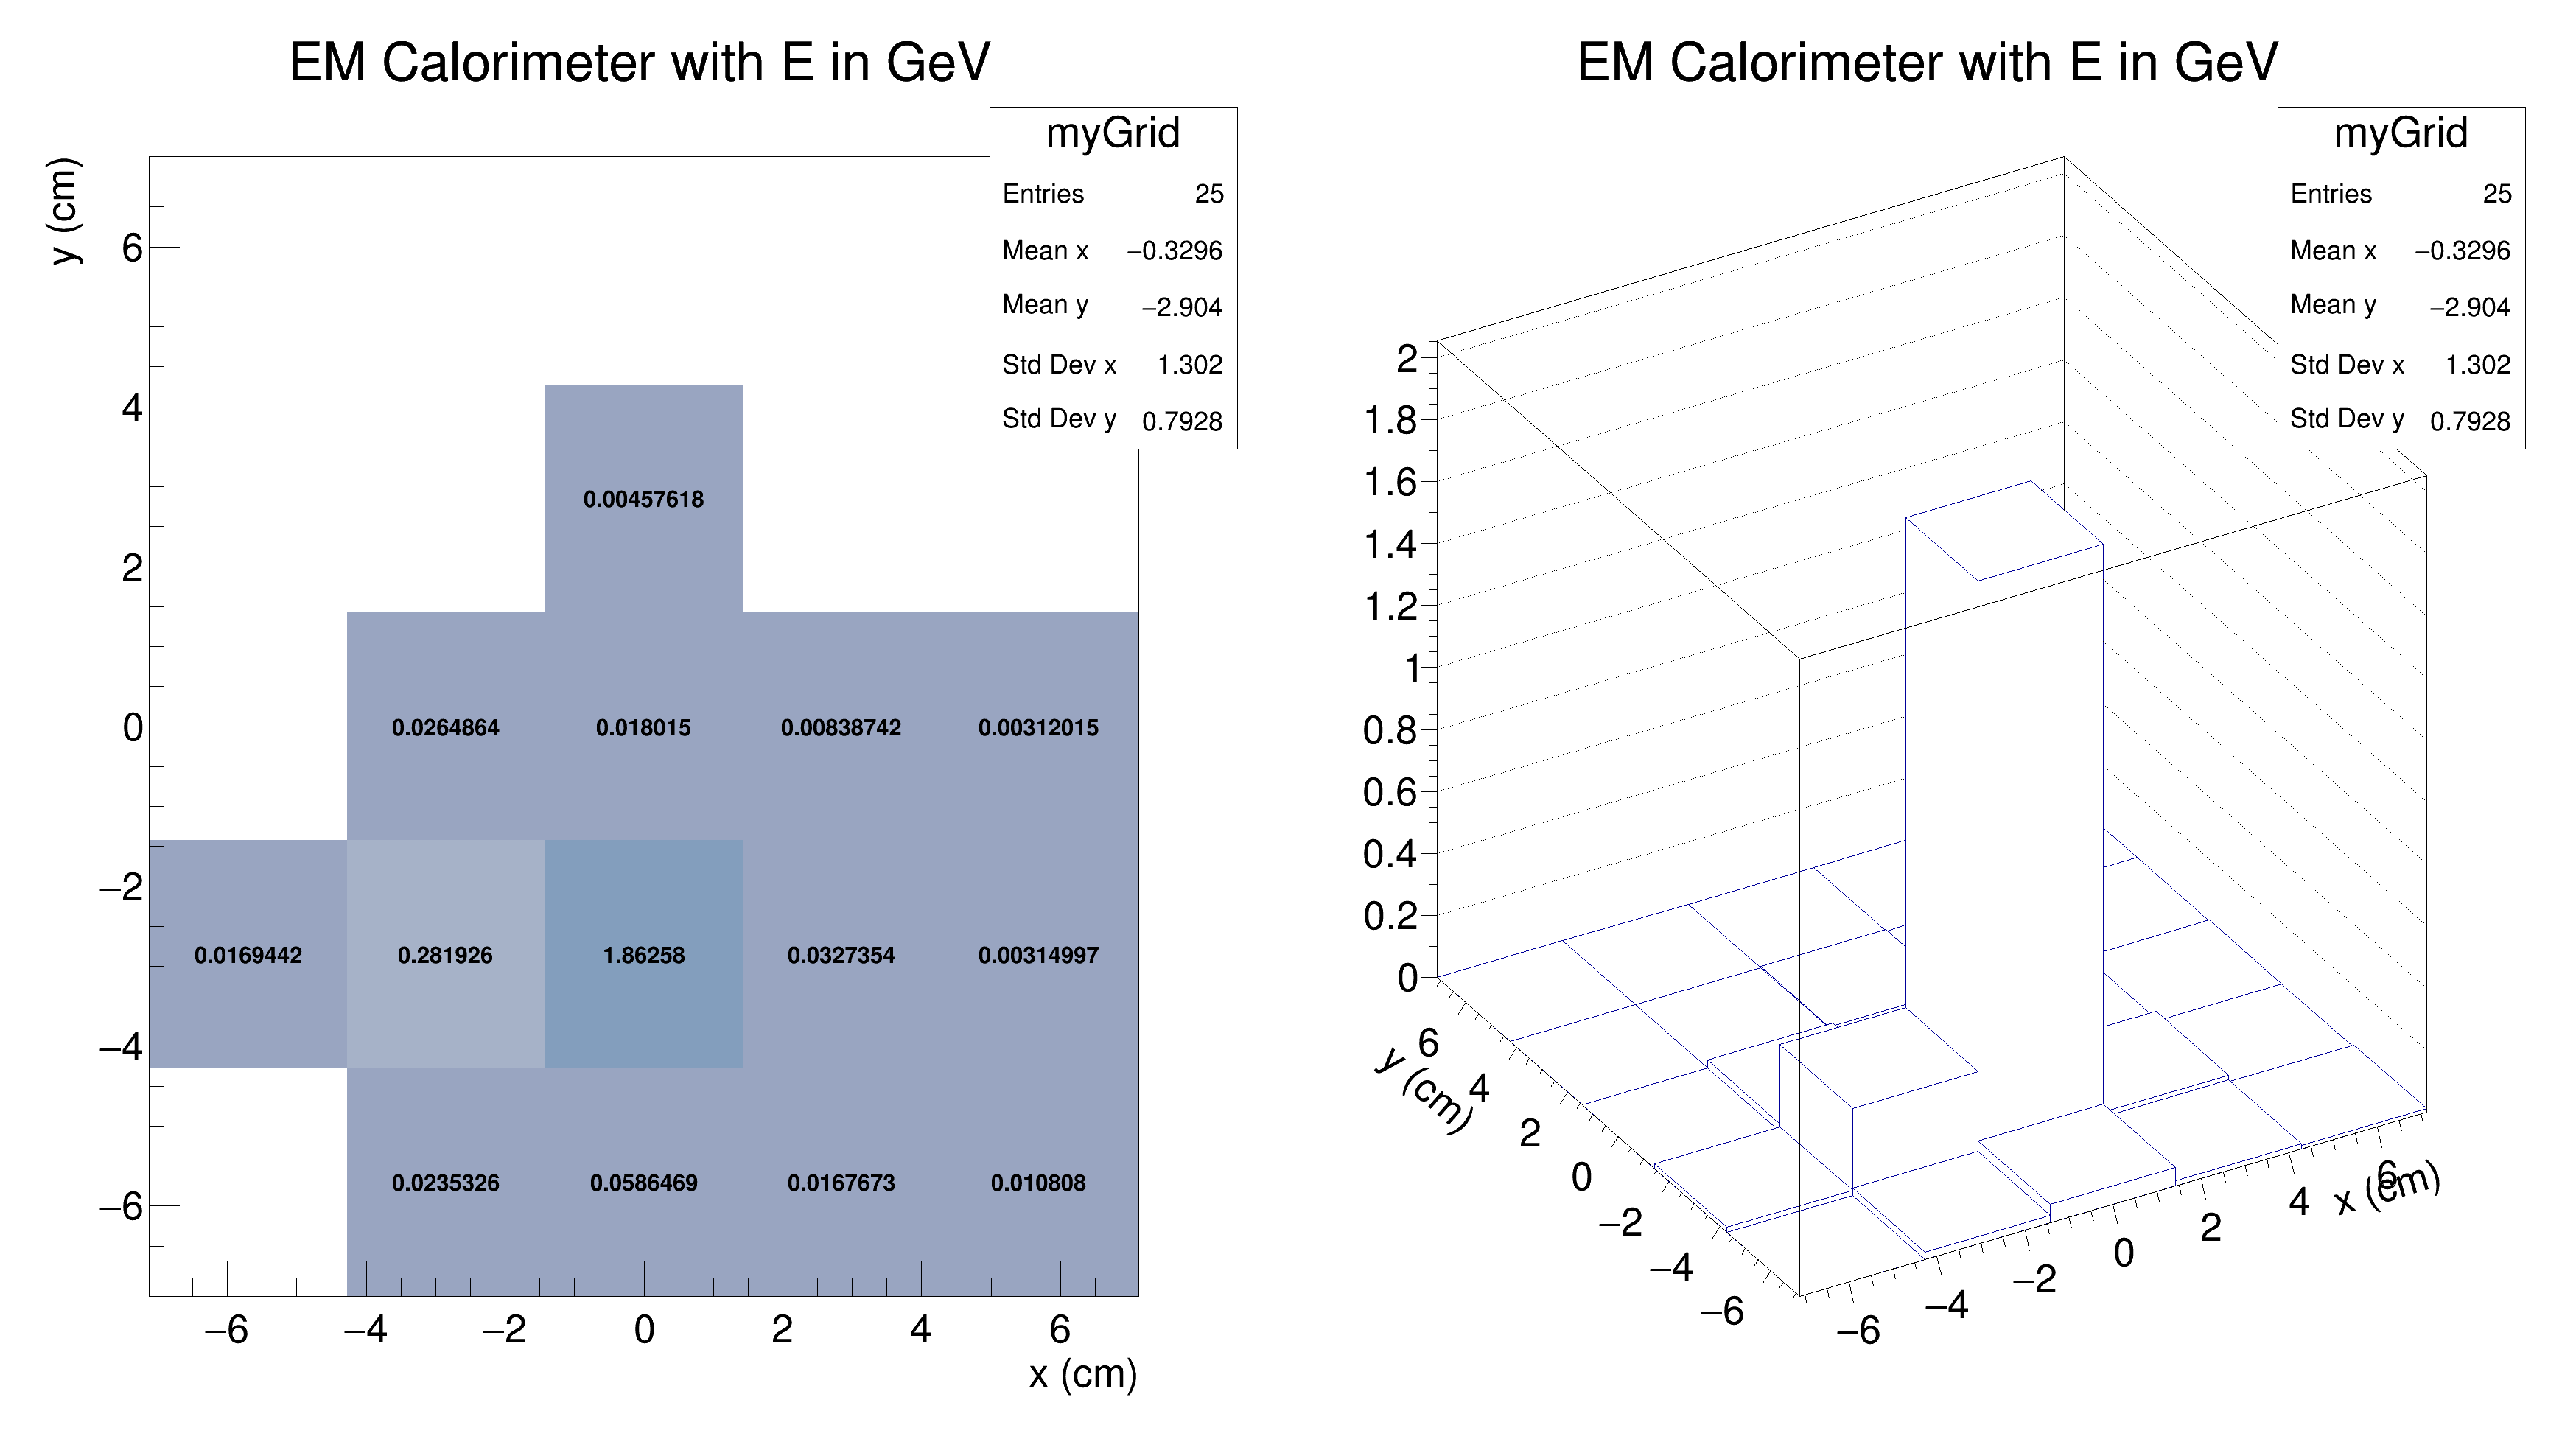 EM Calorimeter with E in GeV
myGrid
Entries 25
Mean x −0.3296
Mean y −2.904
Std Dev x 1.302
Std Dev y 0.7928
y (cm)
6
4
2
0
−2
−4
−6
0.00457618
0.0264864 0.018015 0.00838742 0.00312015
0.0169442 0.281926 1.86258 0.0327354 0.00314997
0.0235326 0.0586469 0.0167673 0.010808
−6 −4 −2 0 2 4 6
x (cm)
EM Calorimeter with E in GeV
myGrid
Entries 25
Mean x −0.3296
Mean y −2.904
Std Dev x 1.302
Std Dev y 0.7928
2
1.8
1.6
1.4
1.2
1
0.8
0.6
0.4
0.2
0
y (cm)
6
4
2
0
−2
−4
−6
−6 −4 −2 0 2 4 6
x (cm)